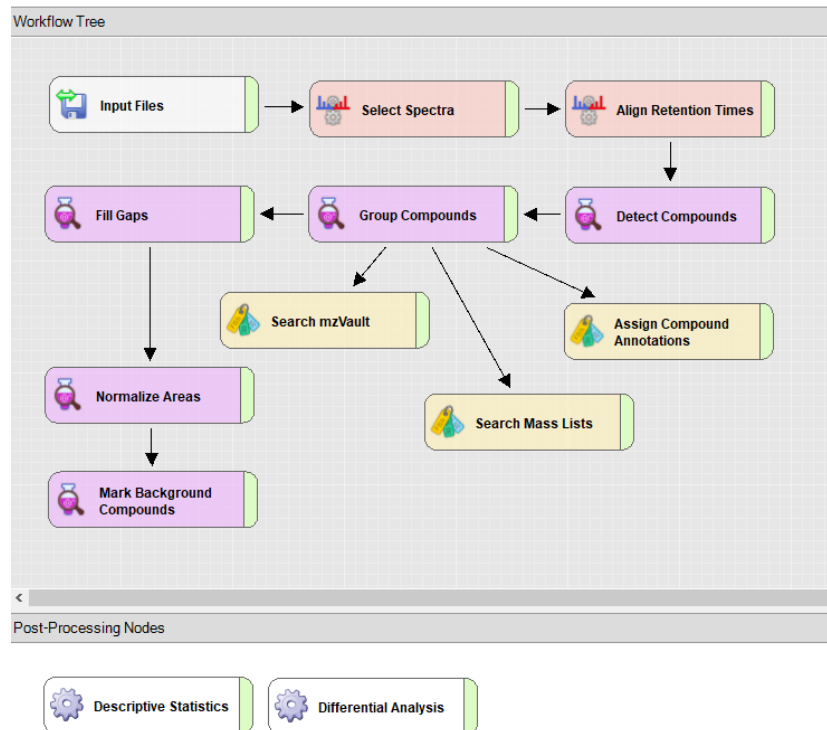 Workflow Tree
Input Files
Select Spectra
Align Retention Times
Fill Gaps
Group Compounds
Detect Compounds
Search mzVault
Assign Compound
Annotations
Normalize Areas
Search Mass Lists
Mark Background
Compounds
Post-Processing Nodes
Descriptive Statistics
Differential Analysis